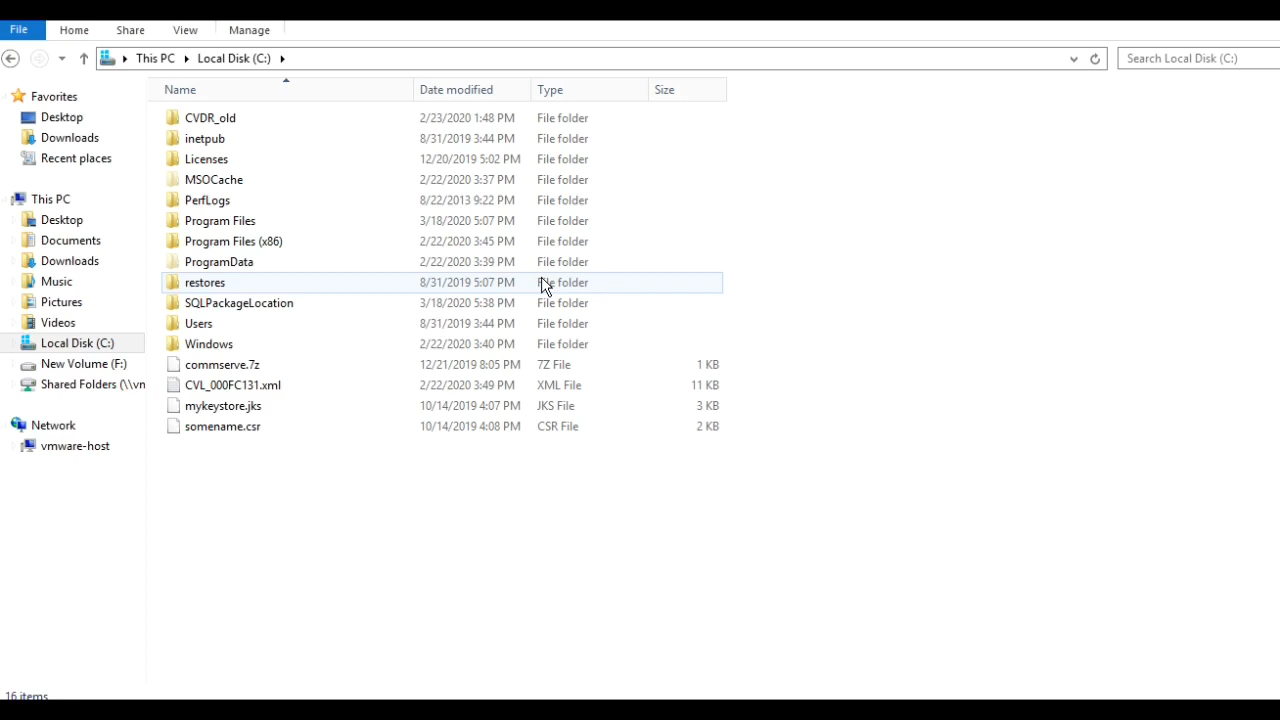 File Home Share View Manage
This PC Local Disk (C:) Search Local Disk (C:)
Favorites
Desktop
Downloads
Recent places
This PC
Desktop
Documents
Downloads
Music
Pictures
Videos
Local Disk (C:)
New Volume (F:)
Shared Folders (\\vm
Network
vmware-host
Name Date modified Type Size
CVDR_old 2/23/2020 1:48 PM File folder
inetpub 8/31/2019 3:44 PM File folder
Licenses 12/20/2019 5:02 PM File folder
MSOCache 2/22/2020 3:37 PM File folder
PerfLogs 8/22/2013 9:22 PM File folder
Program Files 3/18/2020 5:07 PM File folder
Program Files (x86) 2/22/2020 3:45 PM File folder
ProgramData 2/22/2020 3:39 PM File folder
restores 8/31/2019 5:07 PM File folder
SQLPackageLocation 3/18/2020 5:38 PM File folder
Users 8/31/2019 3:44 PM File folder
Windows 2/22/2020 3:40 PM File folder
commserve.7z 12/21/2019 8:05 PM 7Z File 1 KB
CVL_000FC131.xml 2/22/2020 3:49 PM XML File 11 KB
mykeystore.jks 10/14/2019 4:07 PM JKS File 3 KB
somename.csr 10/14/2019 4:08 PM CSR File 2 KB
16 items